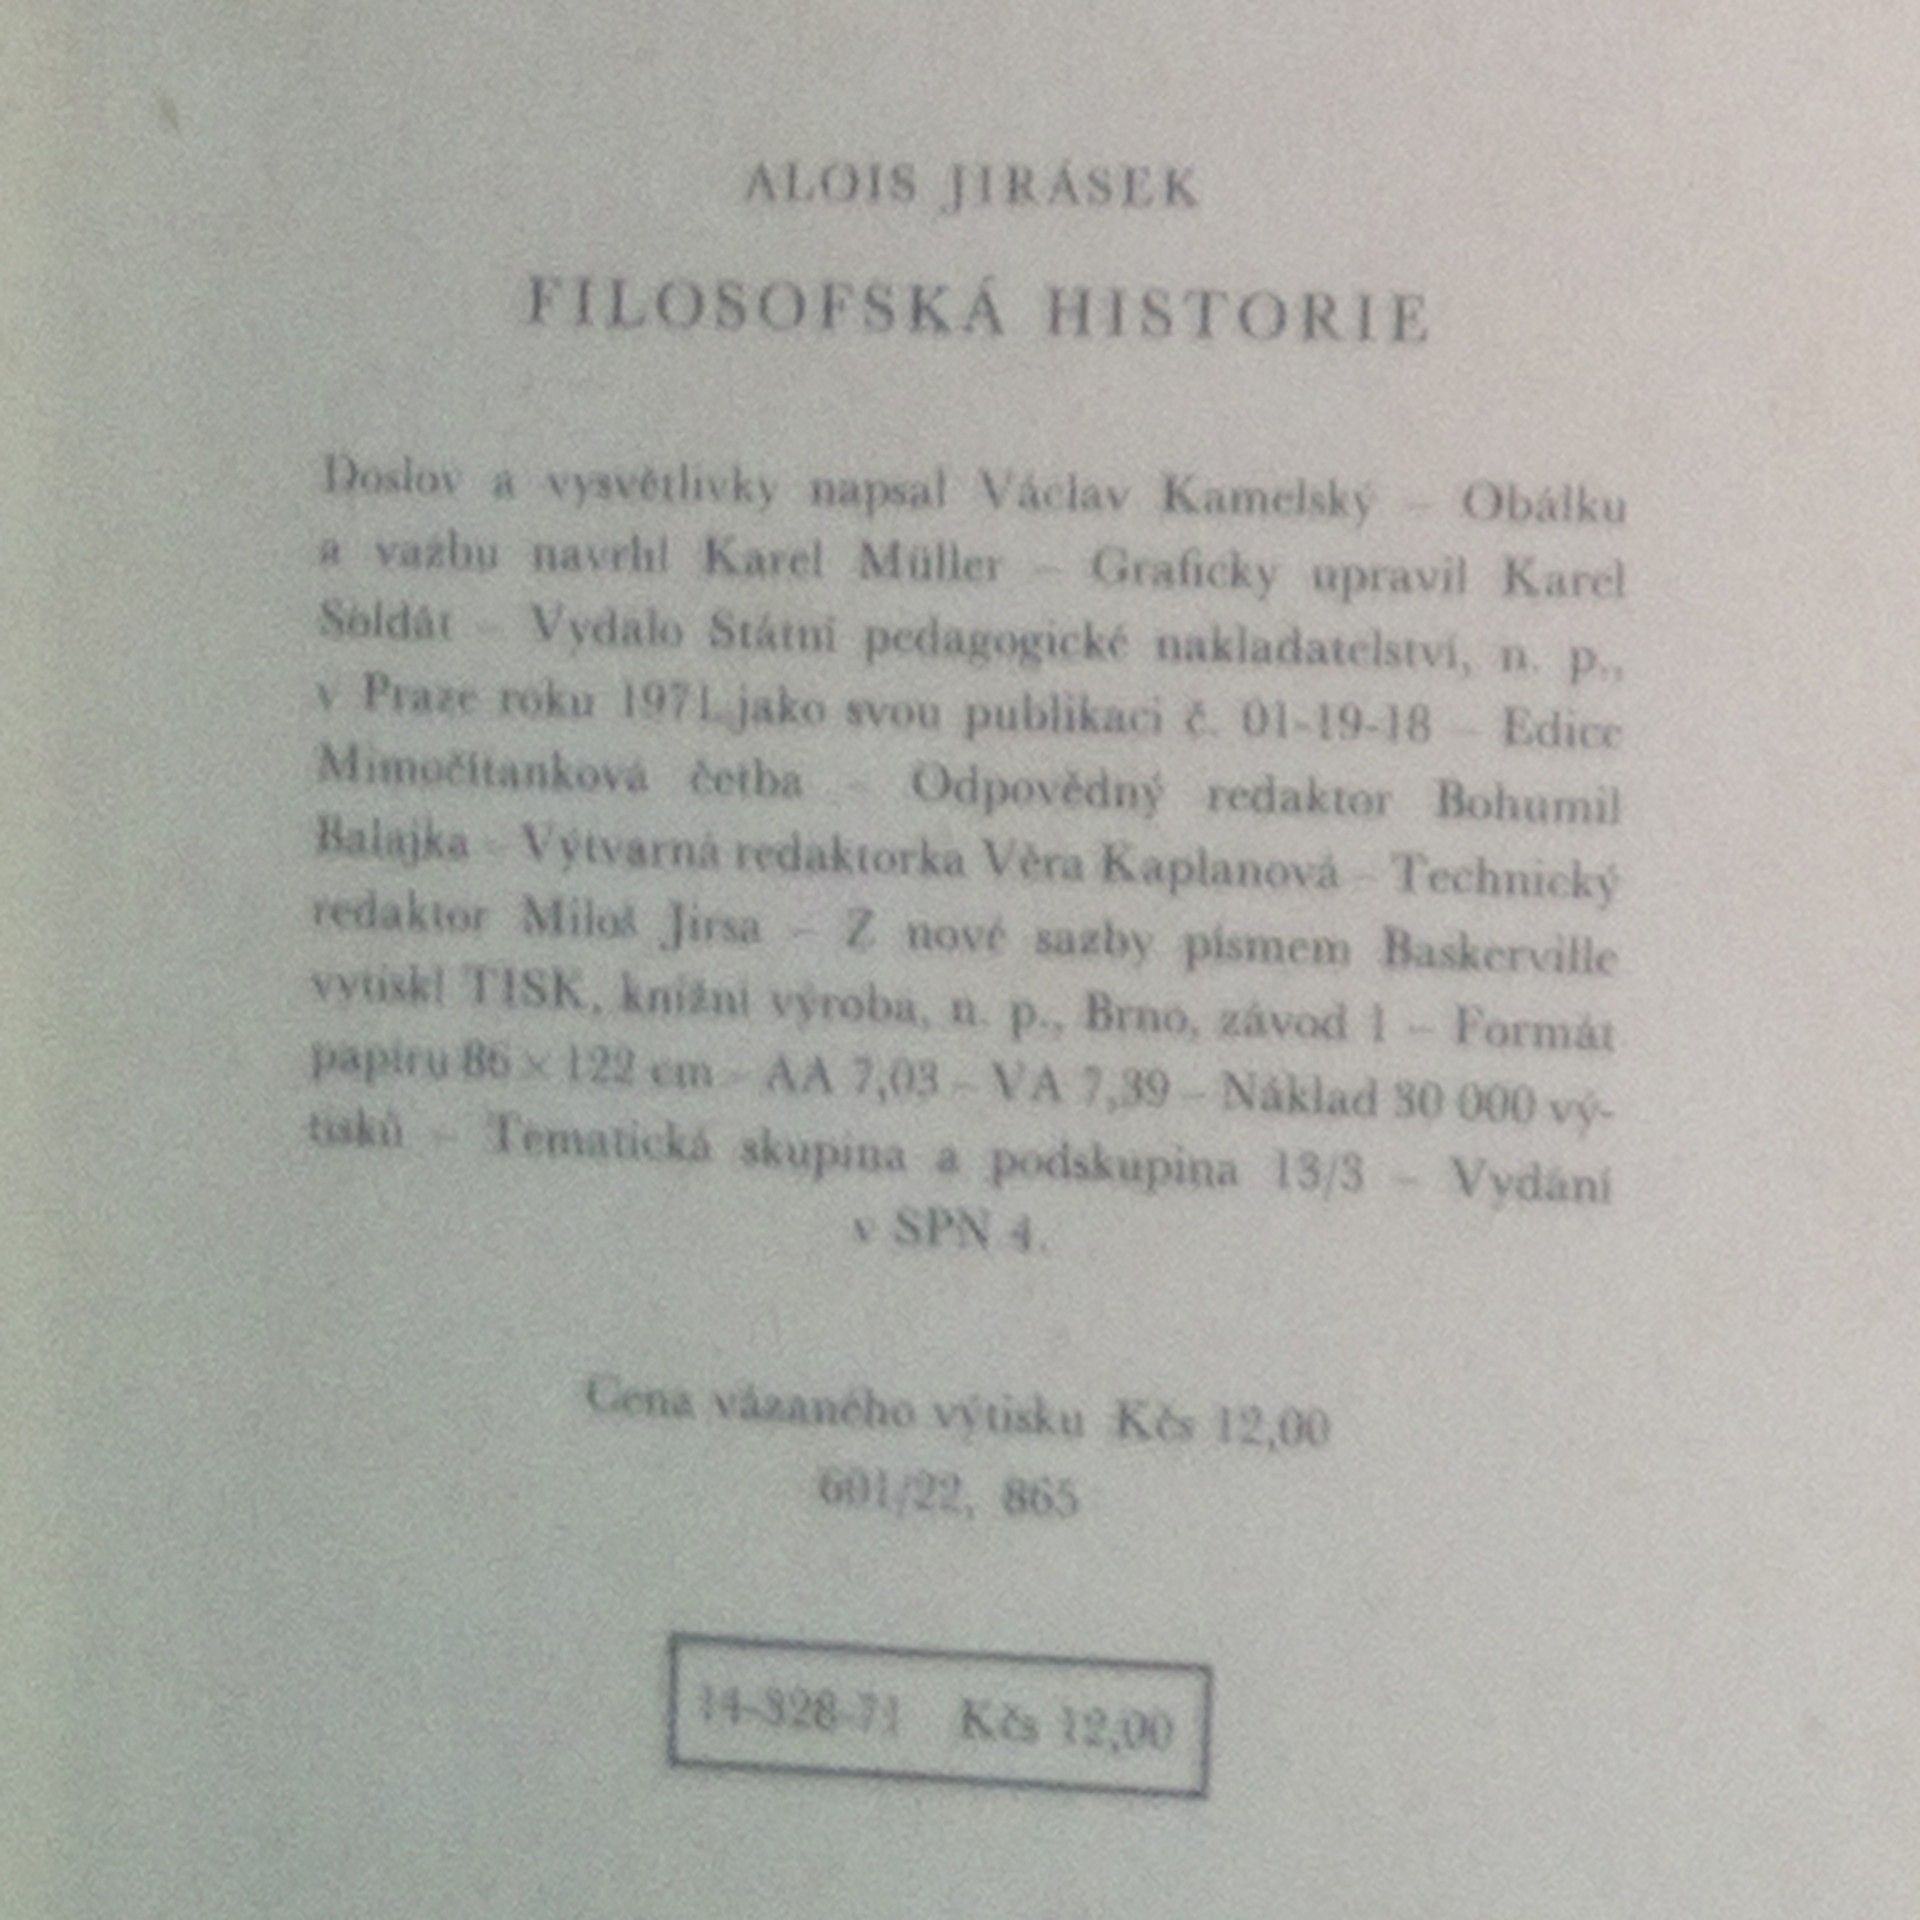 ALOIS JIRÁSEK
FILOSOFSKÁ HISTORIE
Doslov a vysvětlivky napsal Václav Kamelský – Obálku
a vazbu navrhl Karel Müller – Graficky upravil Karel
Soldát – Vydalo Státní pedagogické nakladatelství, n. p.,
v Praze roku 1971 jako svou publikaci č. 01-19-18 – Edice
Mimočítanková četba – Odpovědný redaktor Bohumil
Balajka – Výtvarná redaktorka Věra Kaplanová – Technický
redaktor Miloš Jirsa – Z nové sazby písmem Baskerville
vytiskl TISK, knižní výroba, n. p., Brno, závod 1 – Formát
papíru 86 × 122 cm – AA 7,03 – VA 7,39 – Náklad 30 000 vý-
tisků – Tematická skupina a podskupina 13/3 – Vydání
v SPN 4.
Cena vázaného výtisku Kčs 12,00
601/22, 865
14-328-71 Kčs 12,00